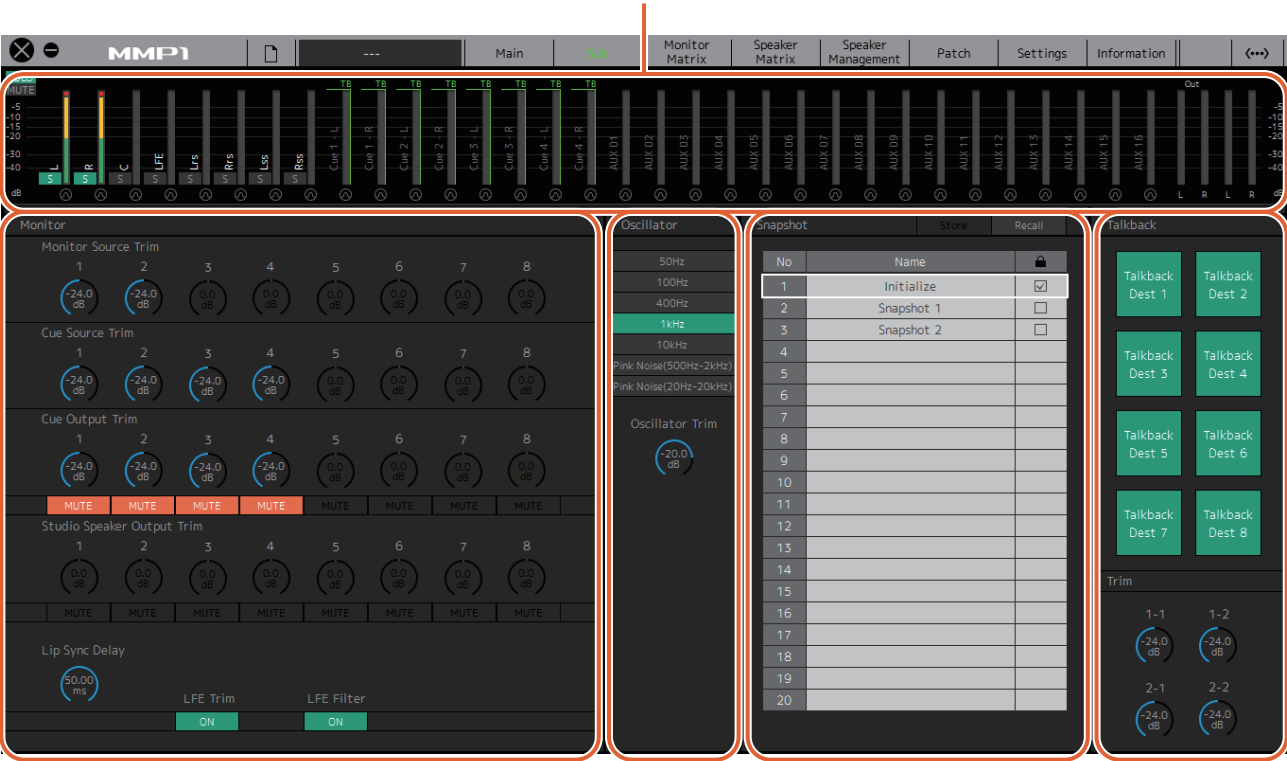 MMP1 --- Main Sub Monitor Matrix Speaker Matrix Speaker Management Patch Settings Information
MUTE
TB TB TB TB TB TB TB TB Out
-5 -5
-10 -10
-15 -15
-20 -20
-30 -30
-40 -40
L R C LFE Lrs Rrs Lss Rss Cue 1 - L Cue 1 - R Cue 2 - L Cue 2 - R Cue 3 - L Cue 3 - R Cue 4 - L Cue 4 - R AUX 01 AUX 02 AUX 03 AUX 04 AUX 05 AUX 06 AUX 07 AUX 08 AUX 09 AUX 10 AUX 11 AUX 12 AUX 13 AUX 14 AUX 15 AUX 16
S S S S S S S S
dB L R L R dB
Monitor
Monitor Source Trim
1 2 3 4 5 6 7 8
-24.0 dB -24.0 dB 0.0 dB 0.0 dB 0.0 dB 0.0 dB 0.0 dB 0.0 dB
Cue Source Trim
1 2 3 4 5 6 7 8
-24.0 dB -24.0 dB -24.0 dB -24.0 dB 0.0 dB 0.0 dB 0.0 dB 0.0 dB
Cue Output Trim
1 2 3 4 5 6 7 8
-24.0 dB -24.0 dB -24.0 dB -24.0 dB 0.0 dB 0.0 dB 0.0 dB 0.0 dB
MUTE MUTE MUTE MUTE MUTE MUTE MUTE MUTE
Studio Speaker Output Trim
1 2 3 4 5 6 7 8
0.0 dB 0.0 dB 0.0 dB 0.0 dB 0.0 dB 0.0 dB 0.0 dB 0.0 dB
MUTE MUTE MUTE MUTE MUTE MUTE MUTE MUTE
Lip Sync Delay
50.00 ms
LFE Trim LFE Filter
ON ON
Oscillator
50Hz
100Hz
400Hz
1kHz
10kHz
Pink Noise(500Hz-2kHz)
Pink Noise(20Hz-20kHz)
Oscillator Trim
-20.0
dB
Snapshot Store Recall
No Name
1 Initialize
2 Snapshot 1
3 Snapshot 2
4
5
6
7
8
9
10
11
12
13
14
15
16
17
18
19
20
Talkback
Talkback Dest 1 Talkback Dest 2
Talkback Dest 3 Talkback Dest 4
Talkback Dest 5 Talkback Dest 6
Talkback Dest 7 Talkback Dest 8
Trim
1-1 1-2
-24.0 dB -24.0 dB
2-1 2-2
-24.0 dB -24.0 dB